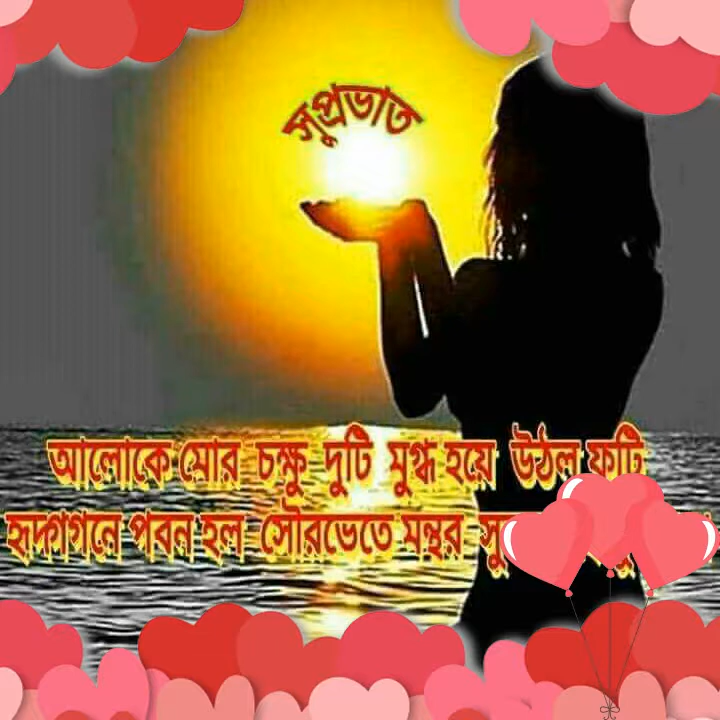 সুপ্রভাত
আলোকে মোর চক্ষু দুটি মুগ্ধ হয়ে উঠল ফুটি
হৃদগগনে পবন হল সৌরভেতে মন্থর